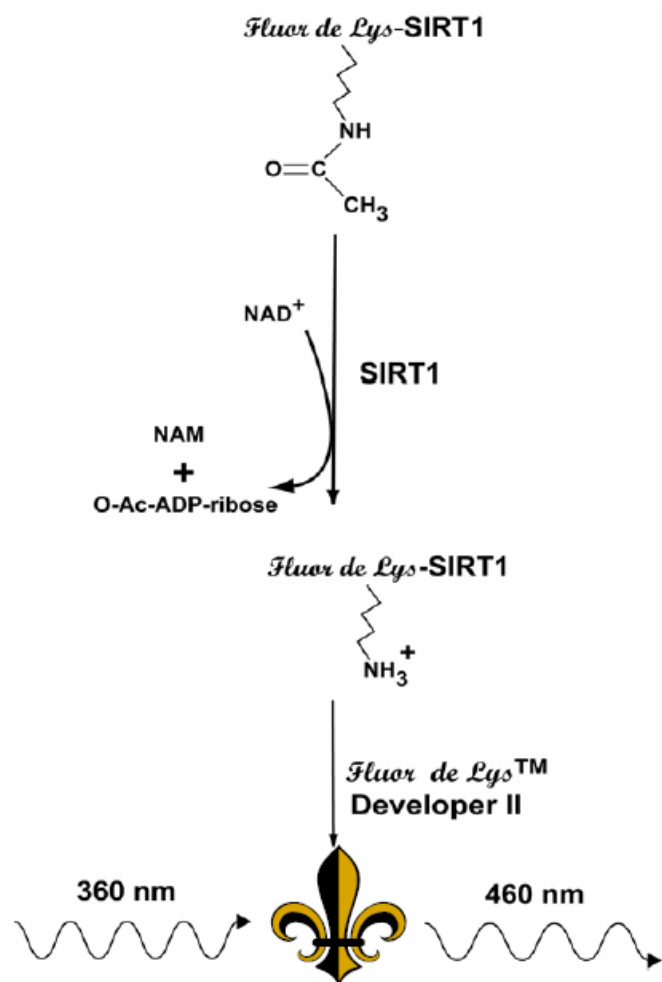 Fluor de Lys-SIRT1
NH
O=C
CH3
NAD+
SIRT1
NAM
+
O-Ac-ADP-ribose
Fluor de Lys-SIRT1
+
NH3
Fluor de Lys™
Developer II
360 nm
460 nm